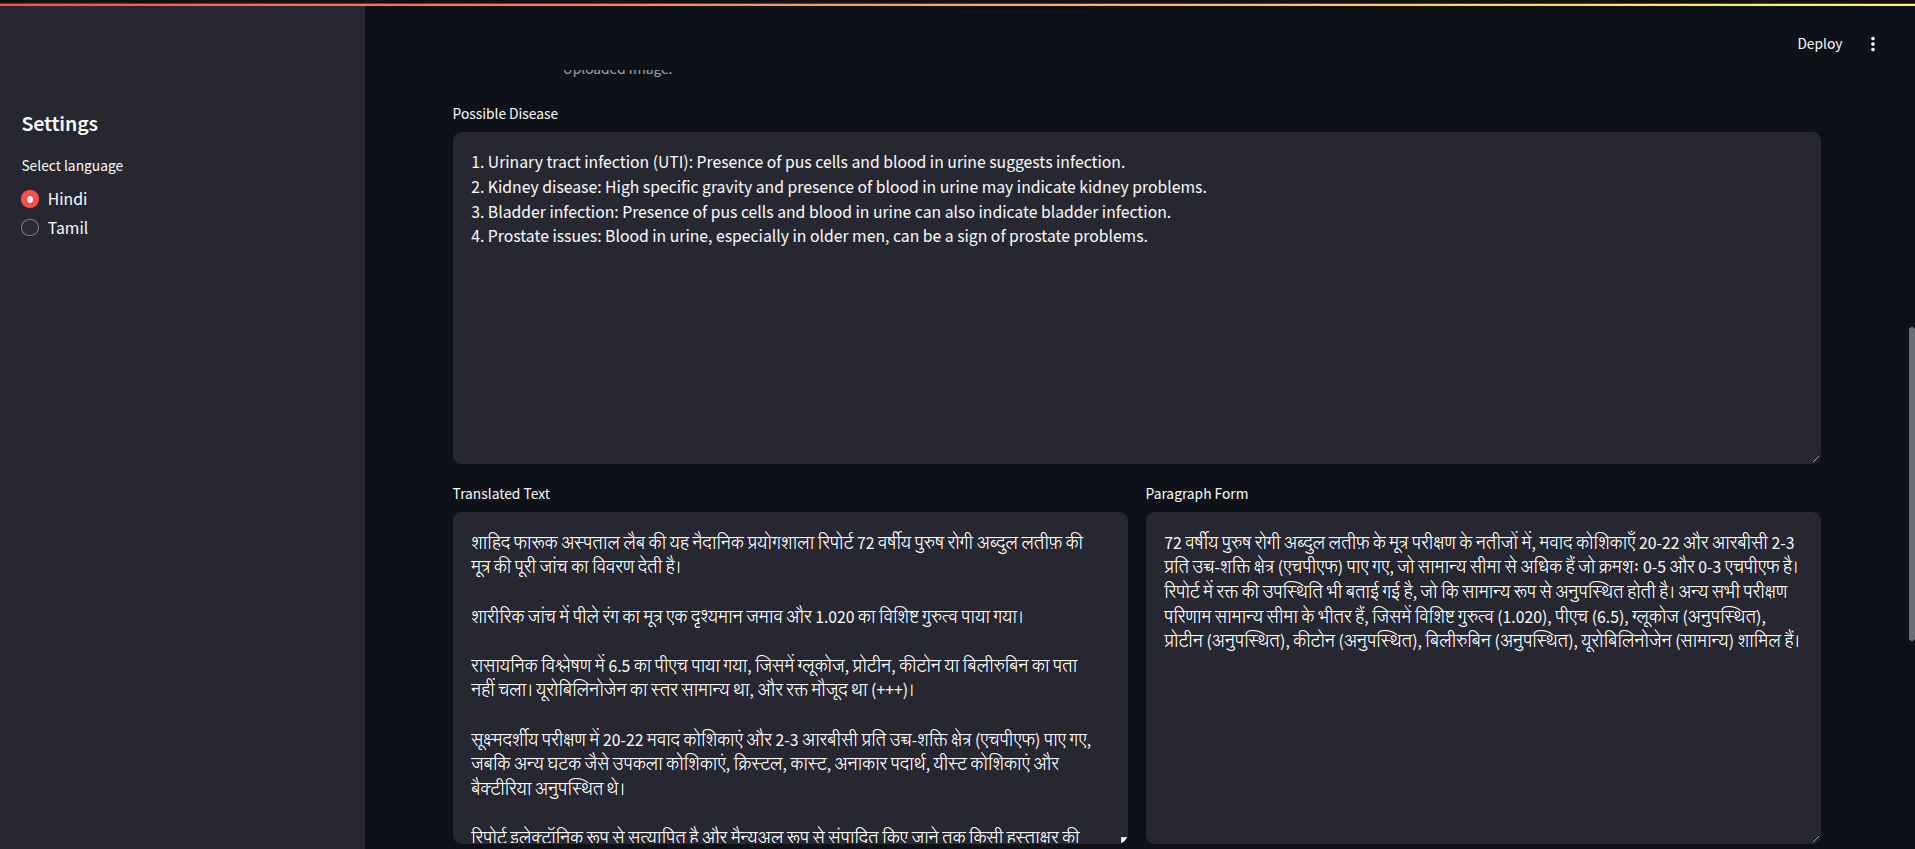 Deploy
Uploaded Image.
Settings
Select language
Hindi
Tamil
Possible Disease
1. Urinary tract infection (UTI): Presence of pus cells and blood in urine suggests infection.
2. Kidney disease: High specific gravity and presence of blood in urine may indicate kidney problems.
3. Bladder infection: Presence of pus cells and blood in urine can also indicate bladder infection.
4. Prostate issues: Blood in urine, especially in older men, can be a sign of prostate problems.
Translated Text
शाहिद फारूक अस्पताल लैब की यह नैदानिक प्रयोगशाला रिपोर्ट 72 वर्षीय पुरुष रोगी अब्दुल लतीफ़ की
मूत्र की पूरी जांच का विवरण देती है।
शारीरिक जांच में पीले रंग का मूत्र एक दृश्यमान जमाव और 1.020 का विशिष्ट गुरुत्व पाया गया।
रासायनिक विश्लेषण में 6.5 का पीएच पाया गया, जिसमें ग्लूकोज, प्रोटीन, कीटोन या बिलीरुबिन का पता
नहीं चला। यूरोबिलिनोजेन का स्तर सामान्य था, और रक्त मौजूद था (+++)।
सूक्ष्मदर्शीय परीक्षण में 20-22 मवाद कोशिकाएं और 2-3 आरबीसी प्रति उच्च-शक्ति क्षेत्र (एचपीएफ) पाए गए,
जबकि अन्य घटक जैसे उपकला कोशिकाएं, क्रिस्टल, कास्ट, अनाकार पदार्थ, यीस्ट कोशिकाएं और
बैक्टीरिया अनुपस्थित थे।
रिपोर्ट इलेक्ट्रॉनिक रूप से सत्यापित है और मैन्युअल रूप से संपादित किए जाने तक किसी हस्ताक्षर की
Paragraph Form
72 वर्षीय पुरुष रोगी अब्दुल लतीफ़ के मूत्र परीक्षण के नतीजों में, मवाद कोशिकाएँ 20-22 और आरबीसी 2-3
प्रति उच्च-शक्ति क्षेत्र (एचपीएफ) पाए गए, जो सामान्य सीमा से अधिक हैं जो क्रमशः 0-5 और 0-3 एचपीएफ है।
रिपोर्ट में रक्त की उपस्थिति भी बताई गई है, जो कि सामान्य रूप से अनुपस्थित होती है। अन्य सभी परीक्षण
परिणाम सामान्य सीमा के भीतर हैं, जिसमें विशिष्ट गुरुत्व (1.020), पीएच (6.5), ग्लूकोज (अनुपस्थित),
प्रोटीन (अनुपस्थित), कीटोन (अनुपस्थित), बिलीरुबिन (अनुपस्थित), यूरोबिलिनोजेन (सामान्य) शामिल हैं।